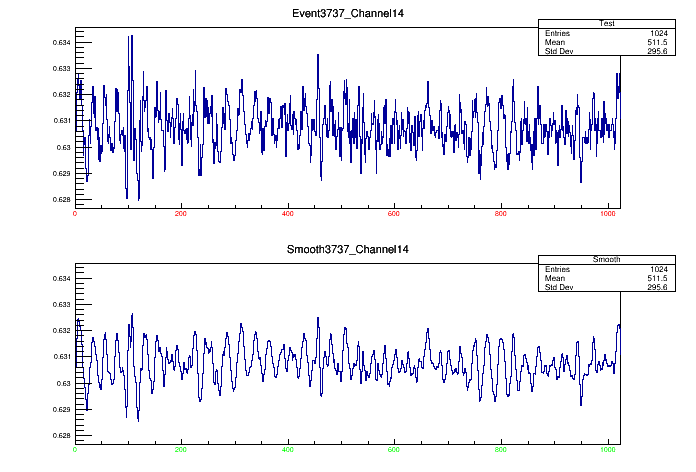 Event3737_Channel14
Test
Entries 1024
Mean 511.5
Std Dev 295.6
0.634
0.633
0.632
0.631
0.63
0.629
0.628
0 200 400 600 800 1000
Smooth3737_Channel14
Smooth
Entries 1024
Mean 511.5
Std Dev 295.6
0.634
0.633
0.632
0.631
0.63
0.629
0.628
0 200 400 600 800 1000